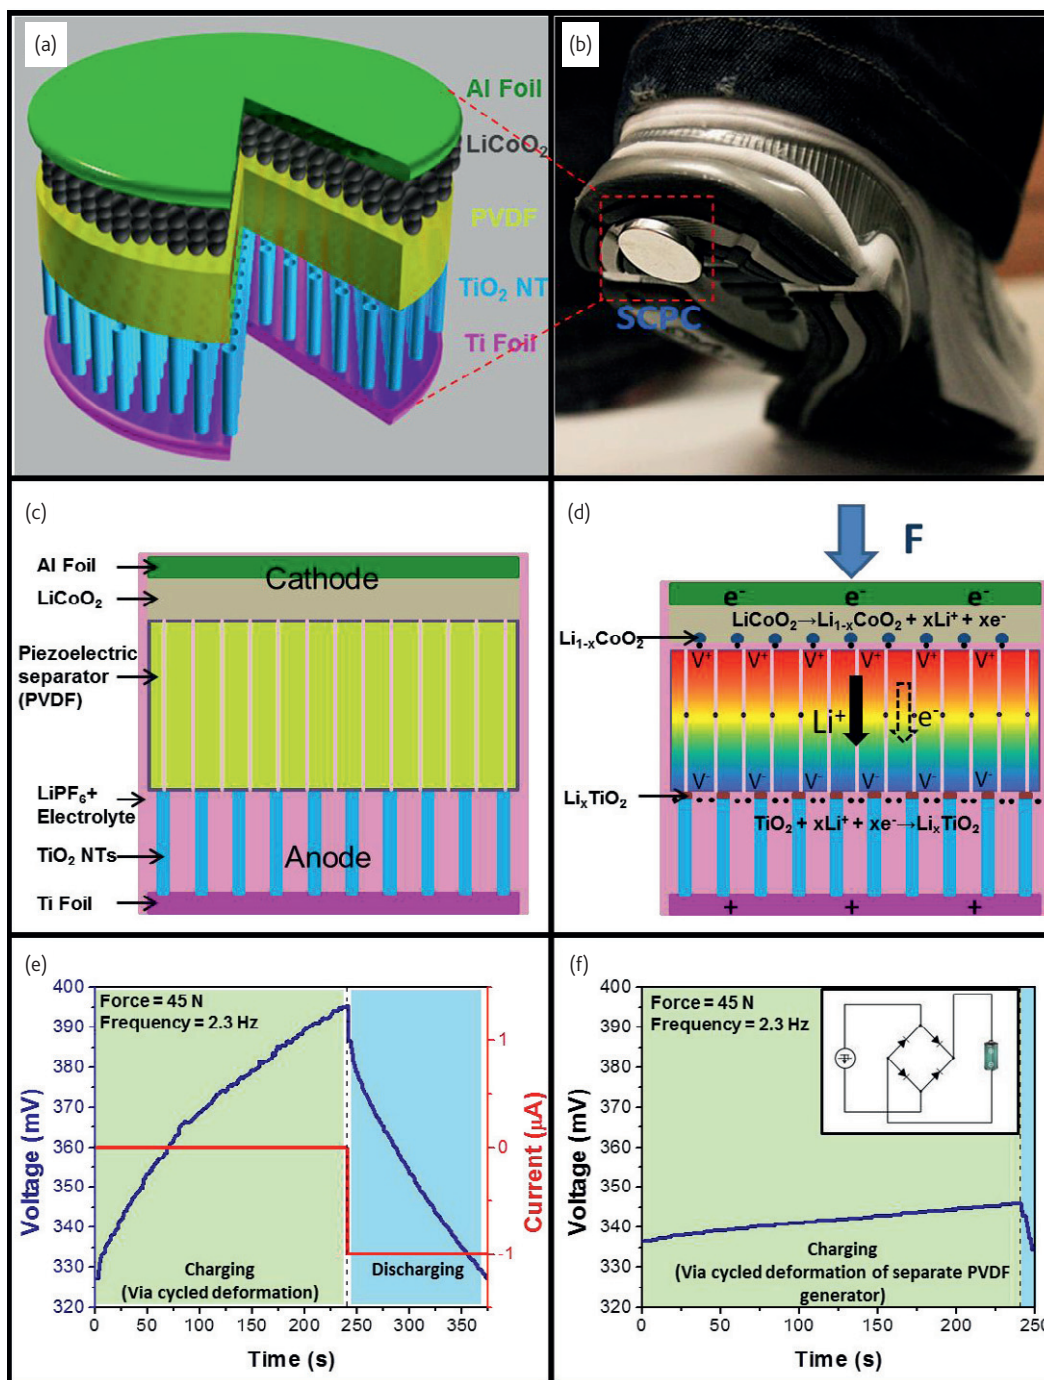 (a)
Al Foil
LiCoO₂
PVDF
TiO₂ NT
Ti Foil
(b)
SCPC
(c)
Al Foil
Cathode
LiCoO₂
Piezoelectric
separator
(PVDF)
LiPF₆+
Electrolyte
TiO₂ NTs
Anode
Ti Foil
(d)
F
e⁻ e⁻ e⁻
LiCoO₂→Li₁₋ₓCoO₂ + xLi⁺ + xe⁻
Li₁₋ₓCoO₂
V⁺ V⁺ V⁺ V⁺ V⁺ V⁺
Li⁺ e⁻
V⁻ V⁻ V⁻ V⁻ V⁻ V⁻
LiₓTiO₂
TiO₂ + xLi⁺ + xe⁻→LiₓTiO₂
+ + +
(e)
Force = 45 N
Frequency = 2.3 Hz
Voltage (mV)
400
390
380
370
360
350
340
330
320
1
0
-1
Current (μA)
Charging
(Via cycled deformation)
Discharging
0 50 100 150 200 250 300 350
Time (s)
(f)
Force = 45 N
Frequency = 2.3 Hz
Voltage (mV)
400
390
380
370
360
350
340
330
320
Charging
(Via cycled deformation of separate PVDF
generator)
0 50 100 150 200 250
Time (s)